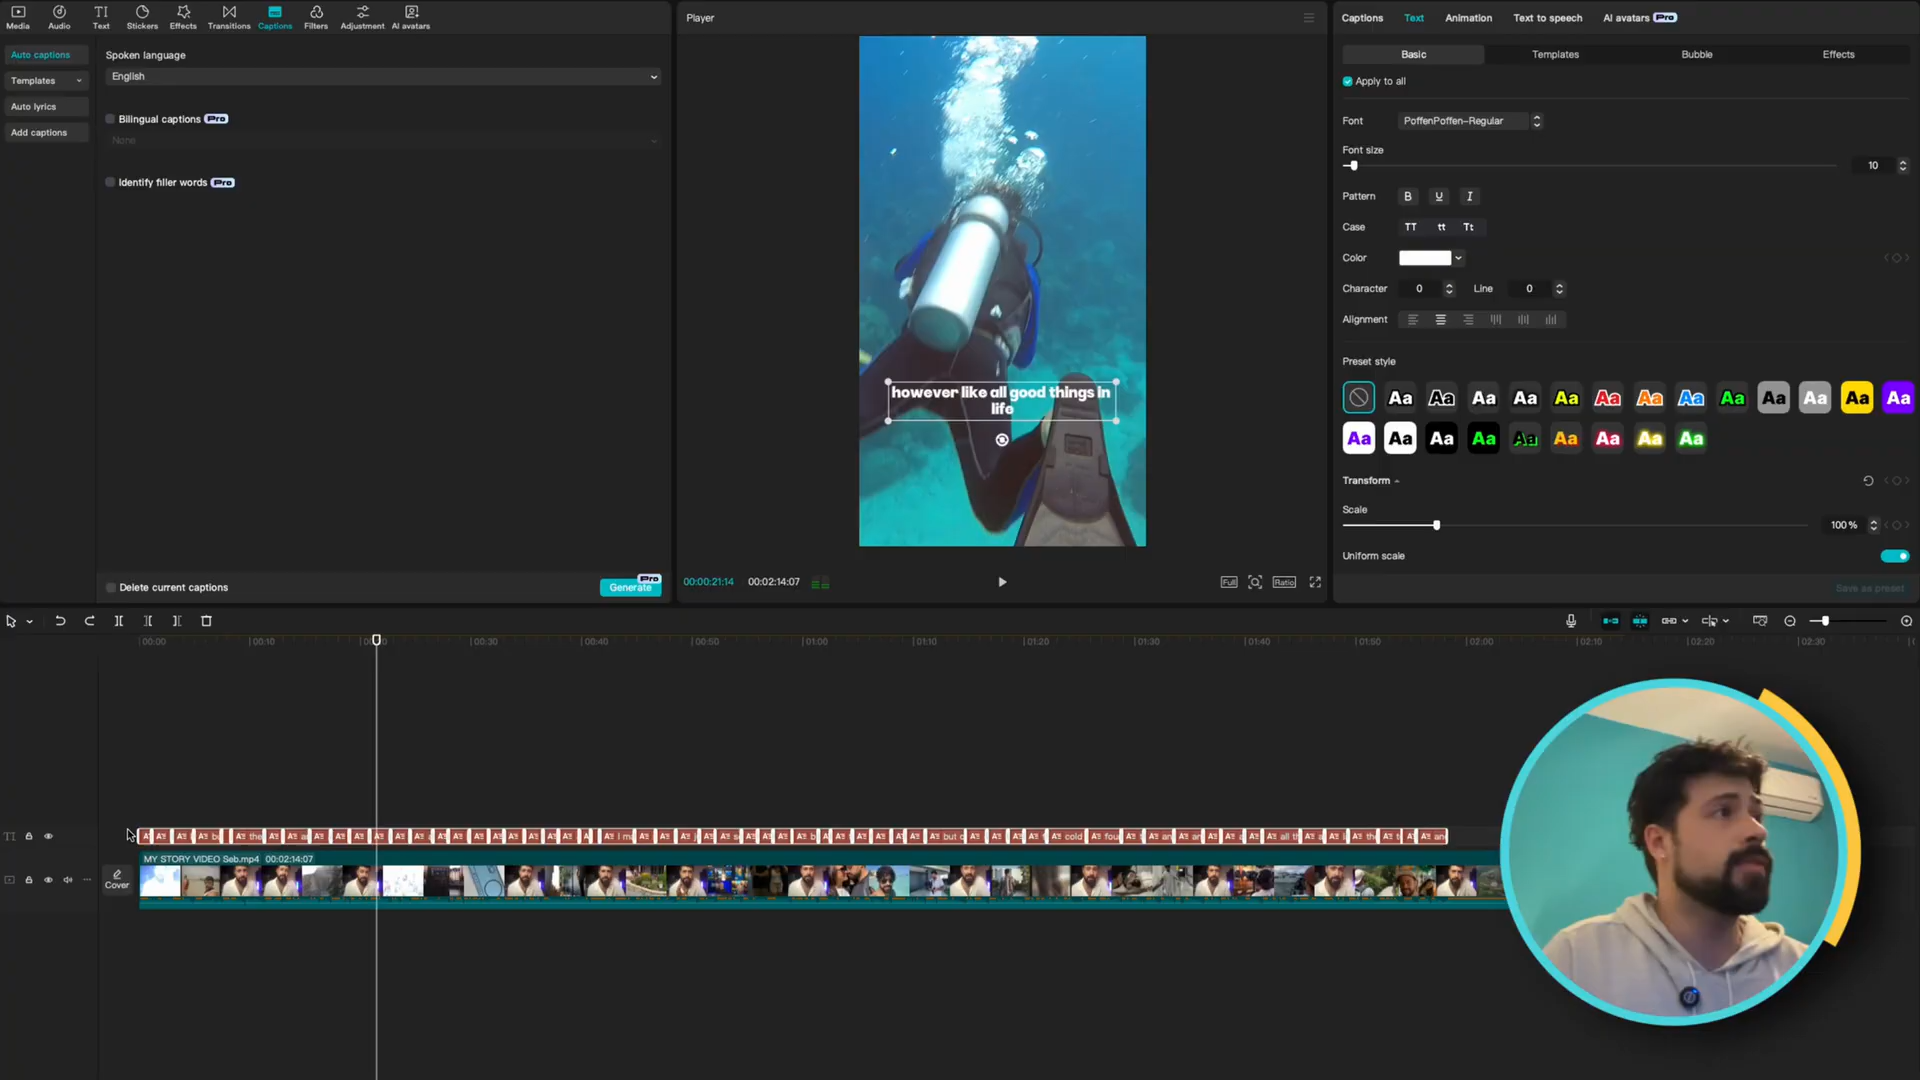 Media
Audio
Text
Stickers
Effects
Transitions
Captions
Filters
Adjustment
AI avatars
Auto captions
Templates
Auto lyrics
Add captions
Spoken language
English
Bilingual captions Pro
None
Identify filler words Pro
Delete current captions
Pro
Generate
Player
however like all good things in
life
00:00:21:14 00:02:14:07
Full
Ratio
Captions Text Animation Text to speech AI avatars Pro
Basic Templates Bubble Effects
Apply to all
Font PoffenPoffen-Regular
Font size
10
Pattern B U I
Case TT tt Tt
Color
Character 0 Line 0
Alignment
Preset style
Aa Aa Aa Aa Aa Aa Aa Aa Aa Aa Aa Aa Aa
Aa Aa Aa Aa Aa Aa Aa Aa Aa
Transform
Scale
100%
Uniform scale
Save as preset
00:00 00:10 00:30 00:40 00:50 01:00 01:10 01:20 01:30 01:40 01:50 02:00 02:10 02:20 02:30
TI
MY STORY VIDEO Seb.mp4 00:02:14:07
Cover